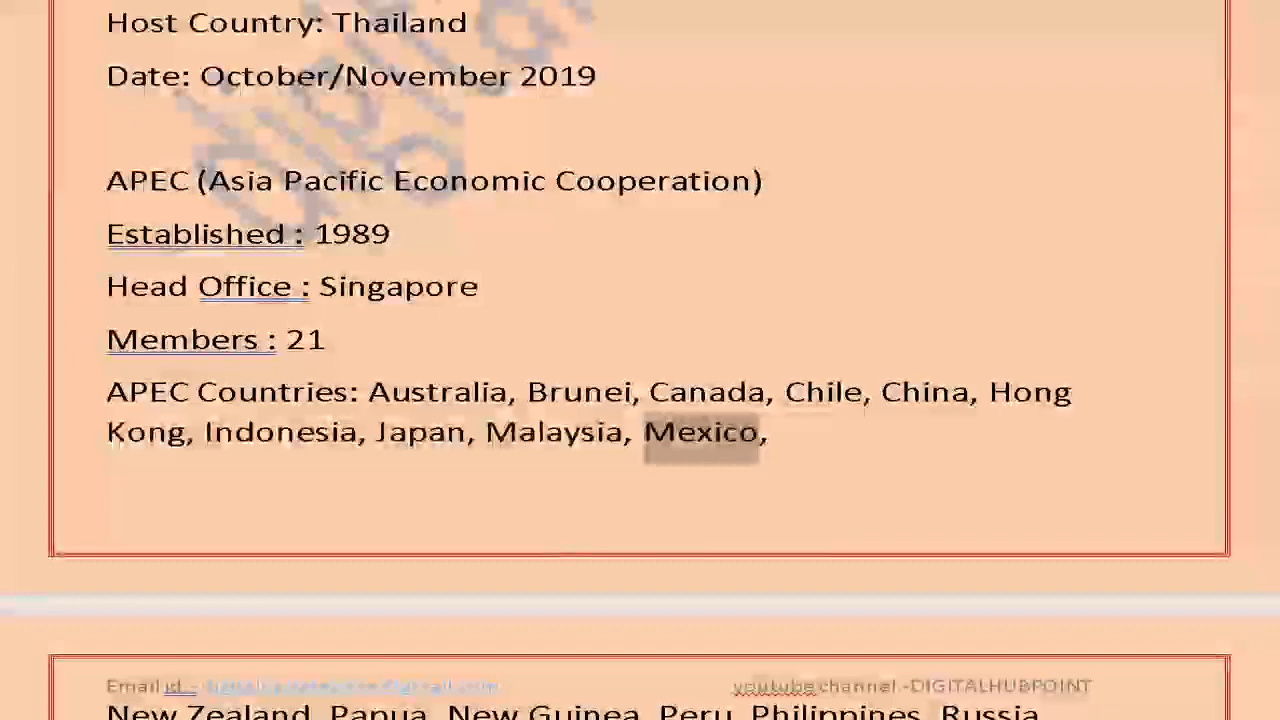 Host Country: Thailand
Date: October/November 2019
APEC (Asia Pacific Economic Cooperation)
Established : 1989
Head Office : Singapore
Members : 21
APEC Countries: Australia, Brunei, Canada, Chile, China, Hong
Kong, Indonesia, Japan, Malaysia, Mexico,
Email id. -
youtube channel -DIGITALHUBPOINT
New Zealand, Papua, New Guinea, Peru, Philippines, Russia